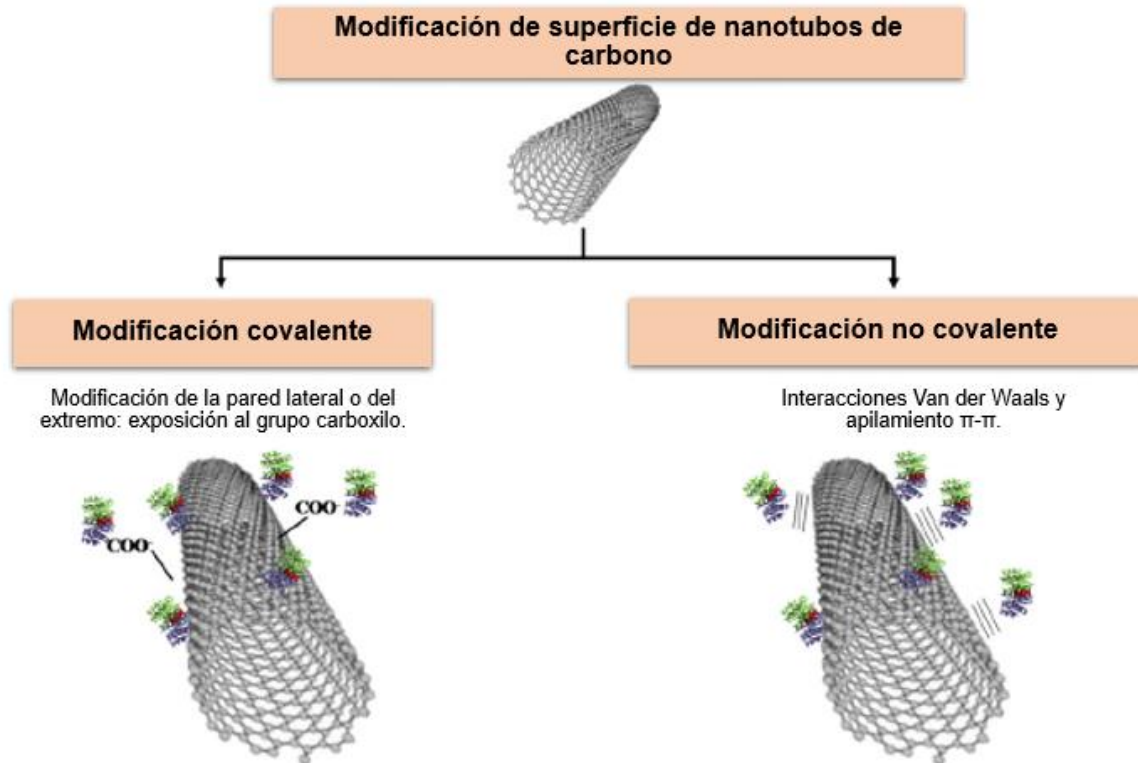 Modificación de superficie de nanotubos de
carbono
Modificación covalente
Modificación no covalente
Modificación de la pared lateral o del
extremo: exposición al grupo carboxilo.
Interacciones Van der Waals y
apilamiento π-π.
COO-
COO-